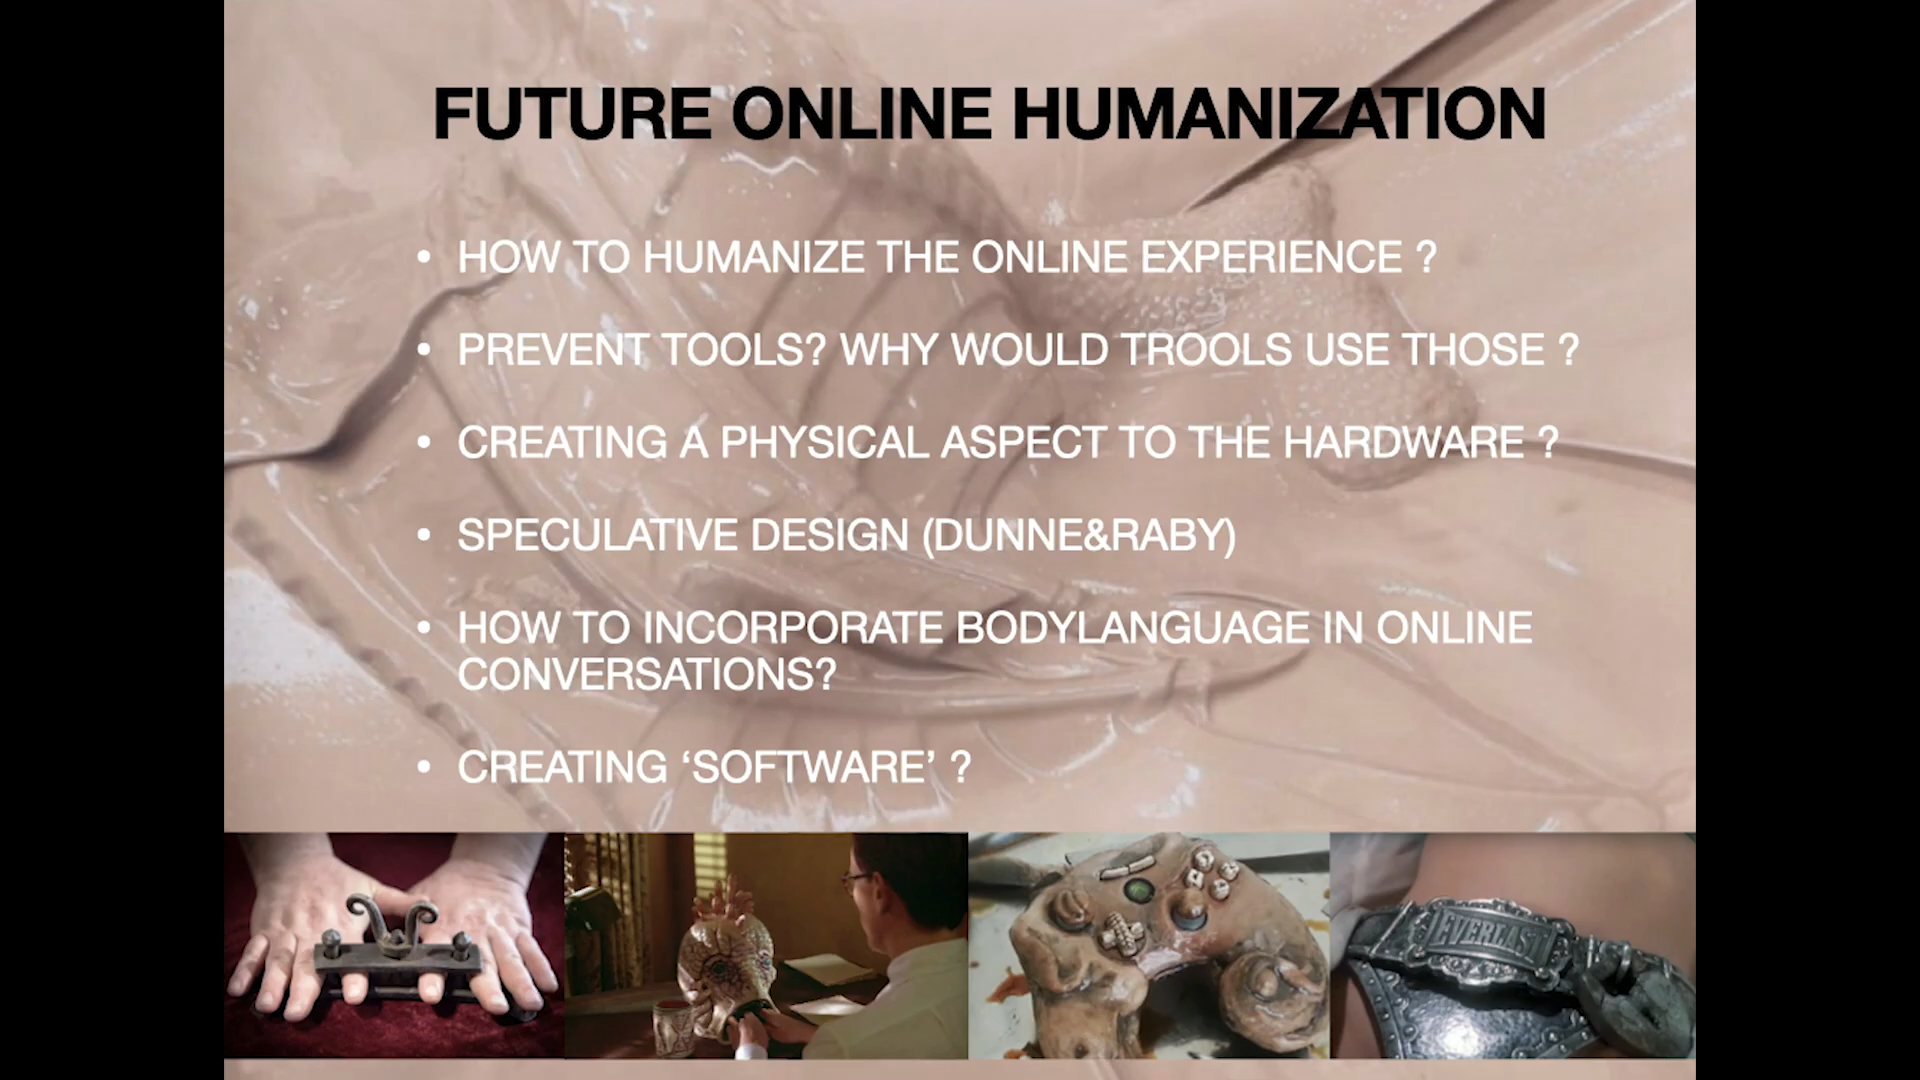 FUTURE ONLINE HUMANIZATION
• HOW TO HUMANIZE THE ONLINE EXPERIENCE ?
• PREVENT TOOLS? WHY WOULD TROOLS USE THOSE ?
• CREATING A PHYSICAL ASPECT TO THE HARDWARE ?
• SPECULATIVE DESIGN (DUNNE&RABY)
• HOW TO INCORPORATE BODYLANGUAGE IN ONLINE
CONVERSATIONS?
• CREATING ‘SOFTWARE’ ?
EVERLAST